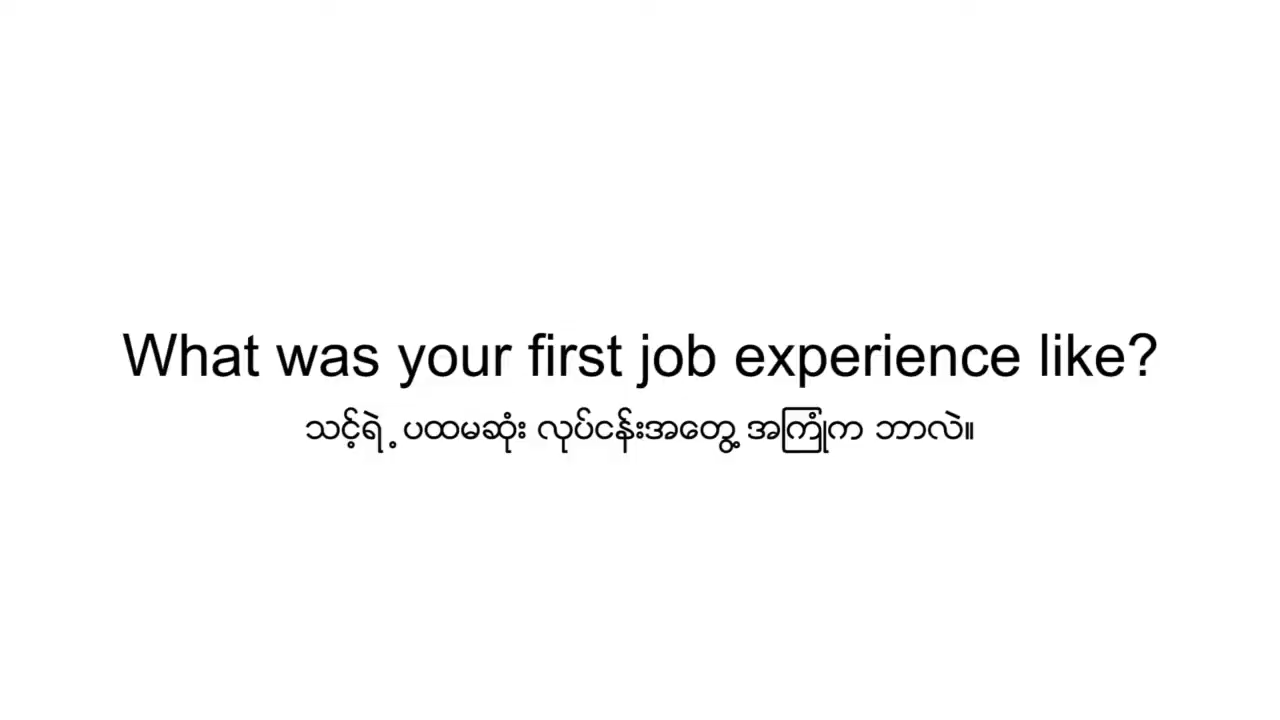 What was your first job experience like?
သင့်ရဲ့ ပထမဆုံး လုပ်ငန်းအတွေ့ အကြုံက ဘာလဲ။